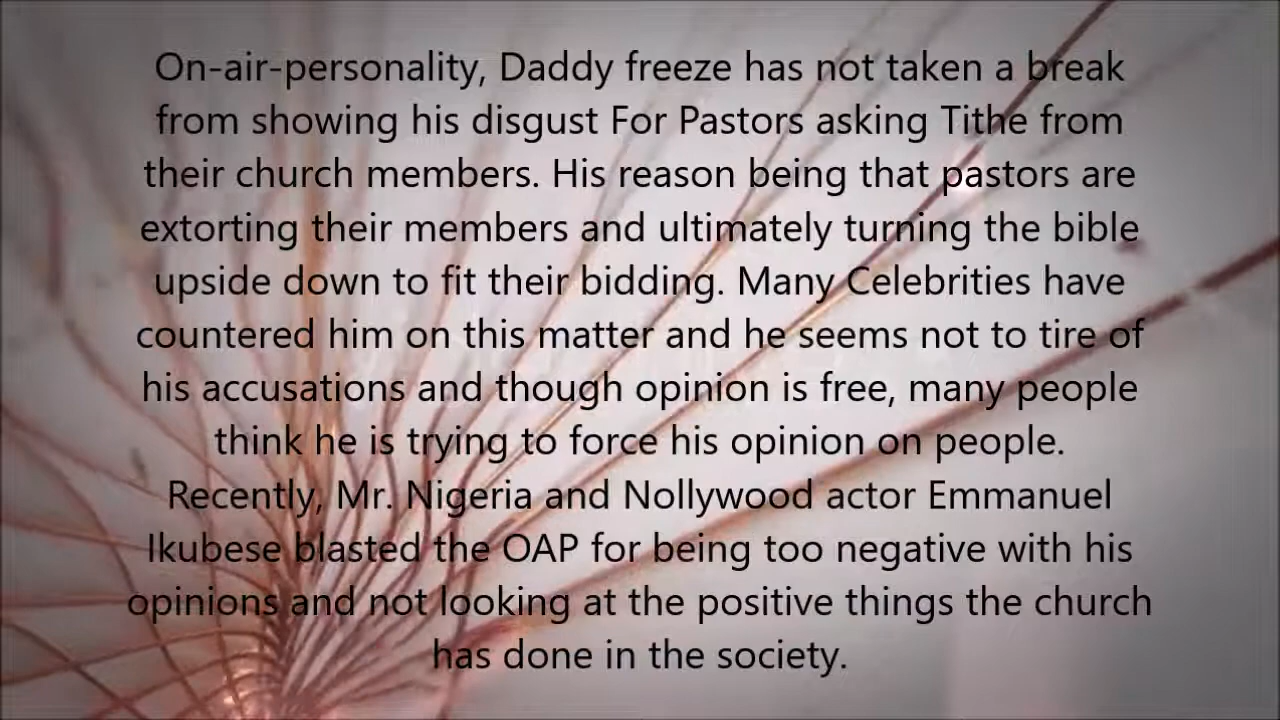 On-air-personality, Daddy freeze has not taken a break
from showing his disgust For Pastors asking Tithe from
their church members. His reason being that pastors are
extorting their members and ultimately turning the bible
upside down to fit their bidding. Many Celebrities have
countered him on this matter and he seems not to tire of
his accusations and though opinion is free, many people
think he is trying to force his opinion on people.
Recently, Mr. Nigeria and Nollywood actor Emmanuel
Ikubese blasted the OAP for being too negative with his
opinions and not looking at the positive things the church
has done in the society.